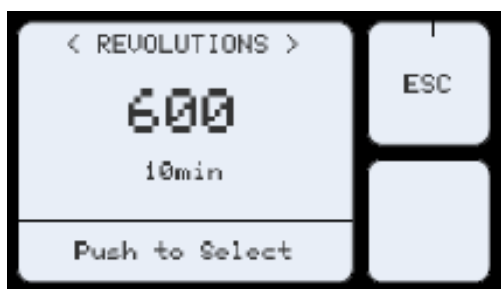 < REVOLUTIONS >
600
10min
Push to Select
ESC